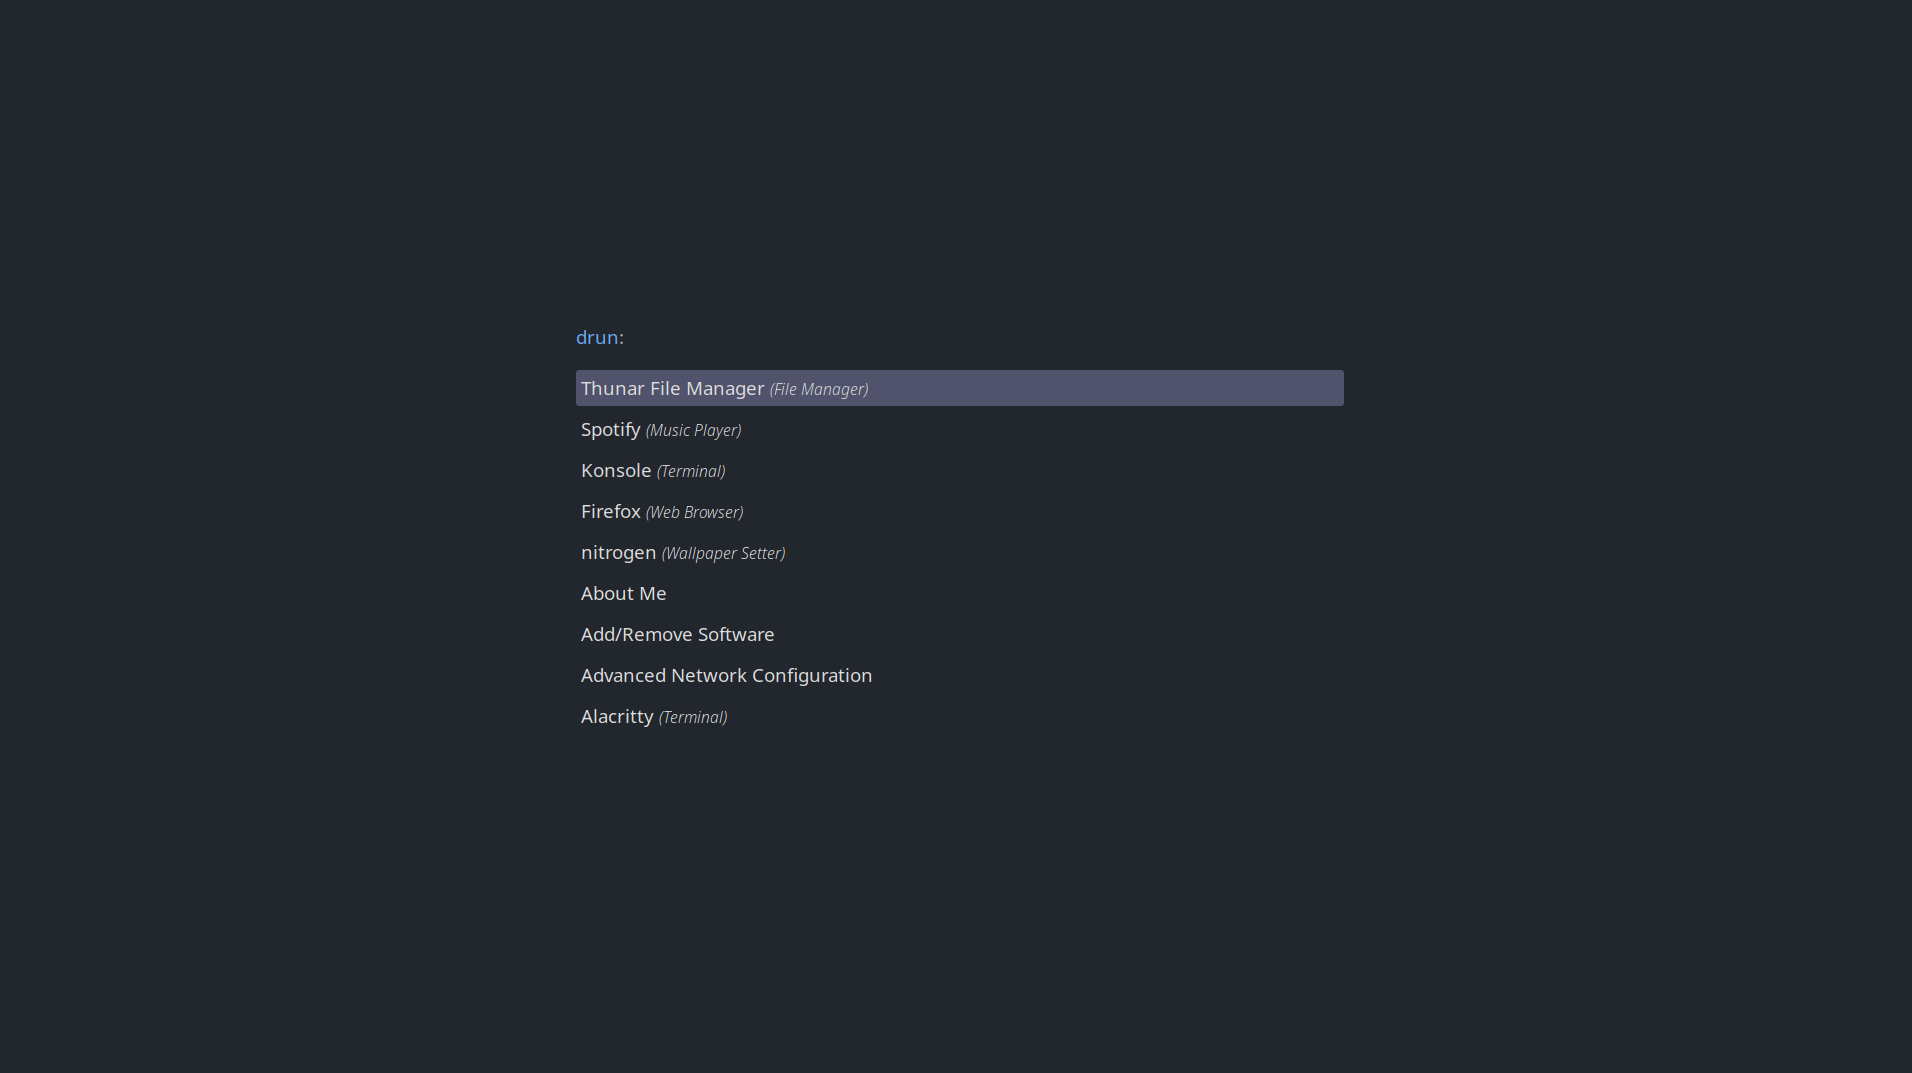 drun:
Thunar File Manager (File Manager)
Spotify (Music Player)
Konsole (Terminal)
Firefox (Web Browser)
nitrogen (Wallpaper Setter)
About Me
Add/Remove Software
Advanced Network Configuration
Alacritty (Terminal)